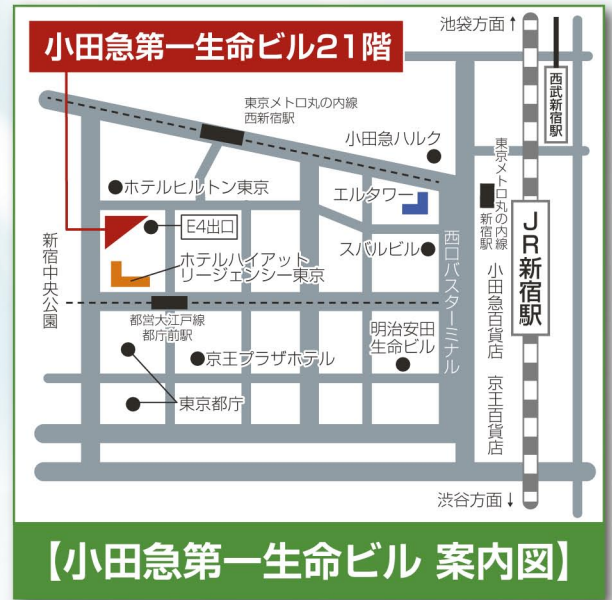 池袋方面↑
小田急第一生命ビル21階
西武新宿駅
東京メトロ丸の内線
西新宿駅
小田急ハルク
東京メトロ丸の内線
新宿駅
ホテルヒルトン東京
エルタワー
E4出口
JR新宿駅
新宿中央公園
ホテルハイアット
リージェンシー東京
スバルビル
西口バスターミナル
小田急百貨店
都営大江戸線
都庁前駅
明治安田
生命ビル
京王プラザホテル
京王百貨店
東京都庁
渋谷方面↓
【小田急第一生命ビル 案内図】